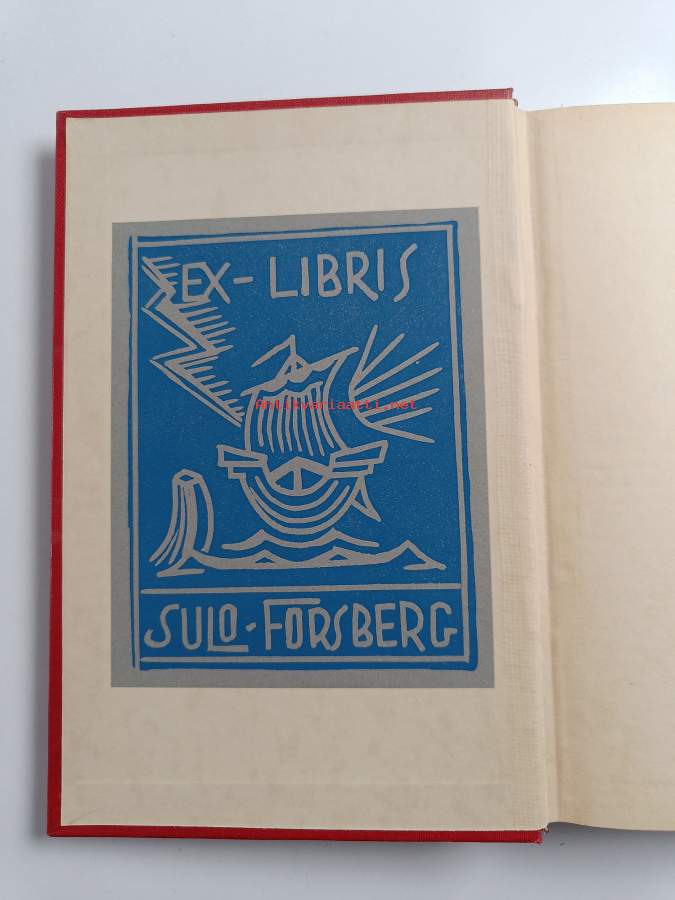 EX-LIBRIS
Antikvariaatti.net
SULO-FORSBERG